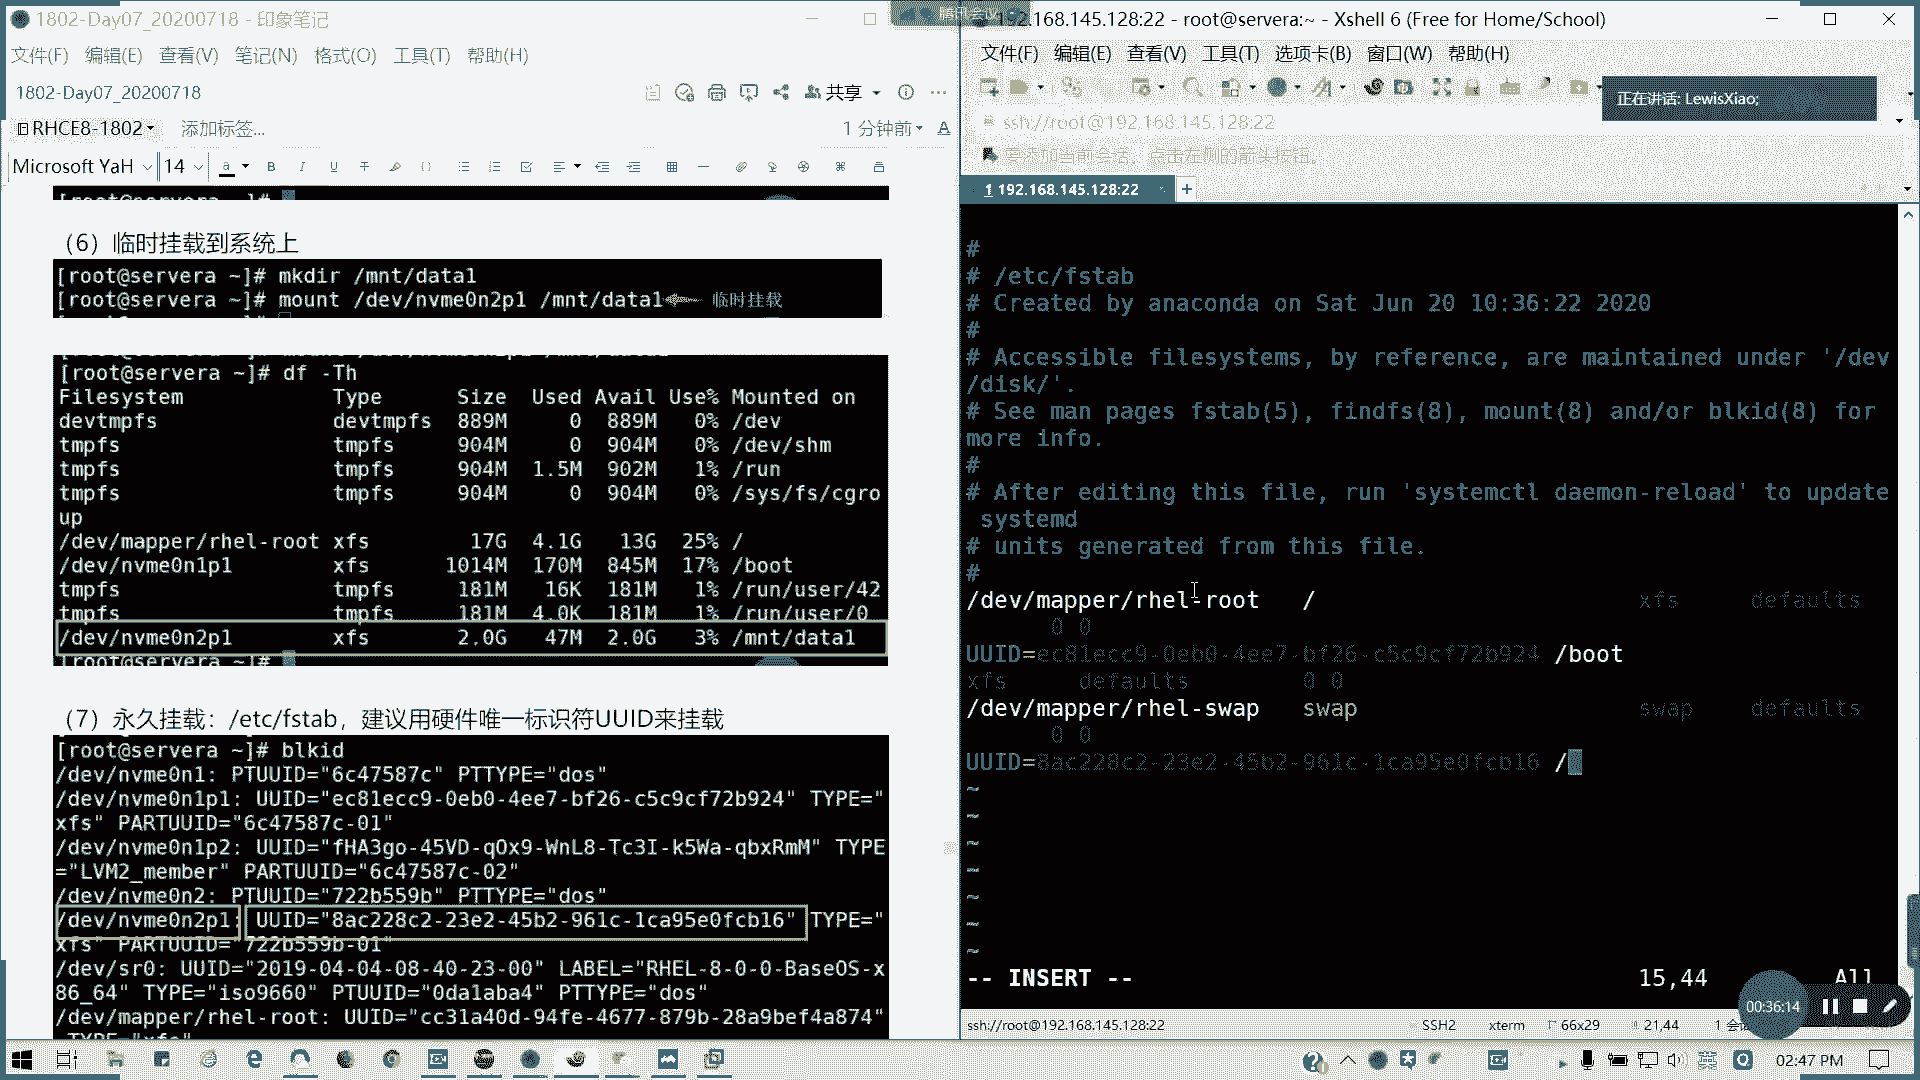 1802-Day07_20200718 - 印象笔记
文件(F) 编辑(E) 查看(V) 笔记(N) 格式(O) 工具(T) 帮助(H)
1802-Day07_20200718
共享
RHCE8-1802 添加标签...
1 分钟前
Microsoft YaH 14
(6) 临时挂载到系统上
[root@servera ~]# mkdir /mnt/data1
[root@servera ~]# mount /dev/nvme0n2p1 /mnt/data1 临时挂载
[root@servera ~]# df -Th
Filesystem Type Size Used Avail Use% Mounted on
devtmpfs devtmpfs 889M 0 889M 0% /dev
tmpfs tmpfs 904M 0 904M 0% /dev/shm
tmpfs tmpfs 904M 1.5M 902M 1% /run
tmpfs tmpfs 904M 0 904M 0% /sys/fs/cgro
up
/dev/mapper/rhel-root xfs 17G 4.1G 13G 25% /
/dev/nvme0n1p1 xfs 1014M 170M 845M 17% /boot
tmpfs tmpfs 181M 16K 181M 1% /run/user/42
tmpfs tmpfs 181M 4.0K 181M 1% /run/user/0
/dev/nvme0n2p1 xfs 2.0G 47M 2.0G 3% /mnt/data1
[root@servera ~]#
(7) 永久挂载：/etc/fstab，建议用硬件唯一标识符UUID来挂载
[root@servera ~]# blkid
/dev/nvme0n1: PTUUID="6c47587c" PTTYPE="dos"
/dev/nvme0n1p1: UUID="ec81ecc9-0eb0-4ee7-bf26-c5c9cf72b924" TYPE="
xfs" PARTUUID="6c47587c-01"
/dev/nvme0n1p2: UUID="fHA3go-45VD-qOx9-WnL8-Tc3I-k5Wa-qbxRmM" TYPE
="LVM2_member" PARTUUID="6c47587c-02"
/dev/nvme0n2: PTUUID="722b559b" PTTYPE="dos"
/dev/nvme0n2p1: UUID="8ac228c2-23e2-45b2-961c-1ca95e0fcb16" TYPE="
xfs" PARTUUID="722b559b-01"
/dev/sr0: UUID="2019-04-04-08-40-23-00" LABEL="RHEL-8-0-0-BaseOS-x
86_64" TYPE="iso9660" PTUUID="0da1aba4" PTTYPE="dos"
/dev/mapper/rhel-root: UUID="cc31a40d-94fe-4677-879b-28a9bef4a874"
腾讯会议
192.168.145.128:22 - root@servera:~ - Xshell 6 (Free for Home/School)
文件(F) 编辑(E) 查看(V) 工具(T) 选项卡(B) 窗口(W) 帮助(H)
正在讲话: LewisXiao;
ssh://root@192.168.145.128:22
要添加当前会话，点击左侧的箭头按钮。
1 192.168.145.128:22
#
# /etc/fstab
# Created by anaconda on Sat Jun 20 10:36:22 2020
#
# Accessible filesystems, by reference, are maintained under '/dev
/disk/'.
# See man pages fstab(5), findfs(8), mount(8) and/or blkid(8) for
more info.
#
# After editing this file, run 'systemctl daemon-reload' to update
systemd
# units generated from this file.
#
/dev/mapper/rhel-root / xfs defaults
0 0
UUID=ec81ecc9-0eb0-4ee7-bf26-c5c9cf72b924 /boot
xfs defaults 0 0
/dev/mapper/rhel-swap swap swap defaults
0 0
UUID=8ac228c2-23e2-45b2-961c-1ca95e0fcb16 /
~
~
~
~
~
~
~
-- INSERT -- 15,44 All
00:36:14
ssh://root@192.168.145.128:22 SSH2 xterm 66x29 21,44
02:47 PM